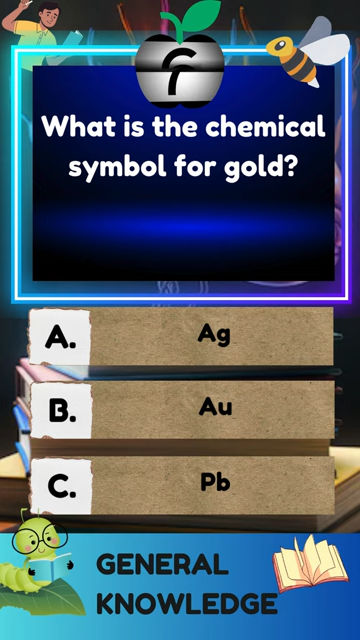 What is the chemical
symbol for gold?
A. Ag
B. Au
C. Pb
GENERAL
KNOWLEDGE